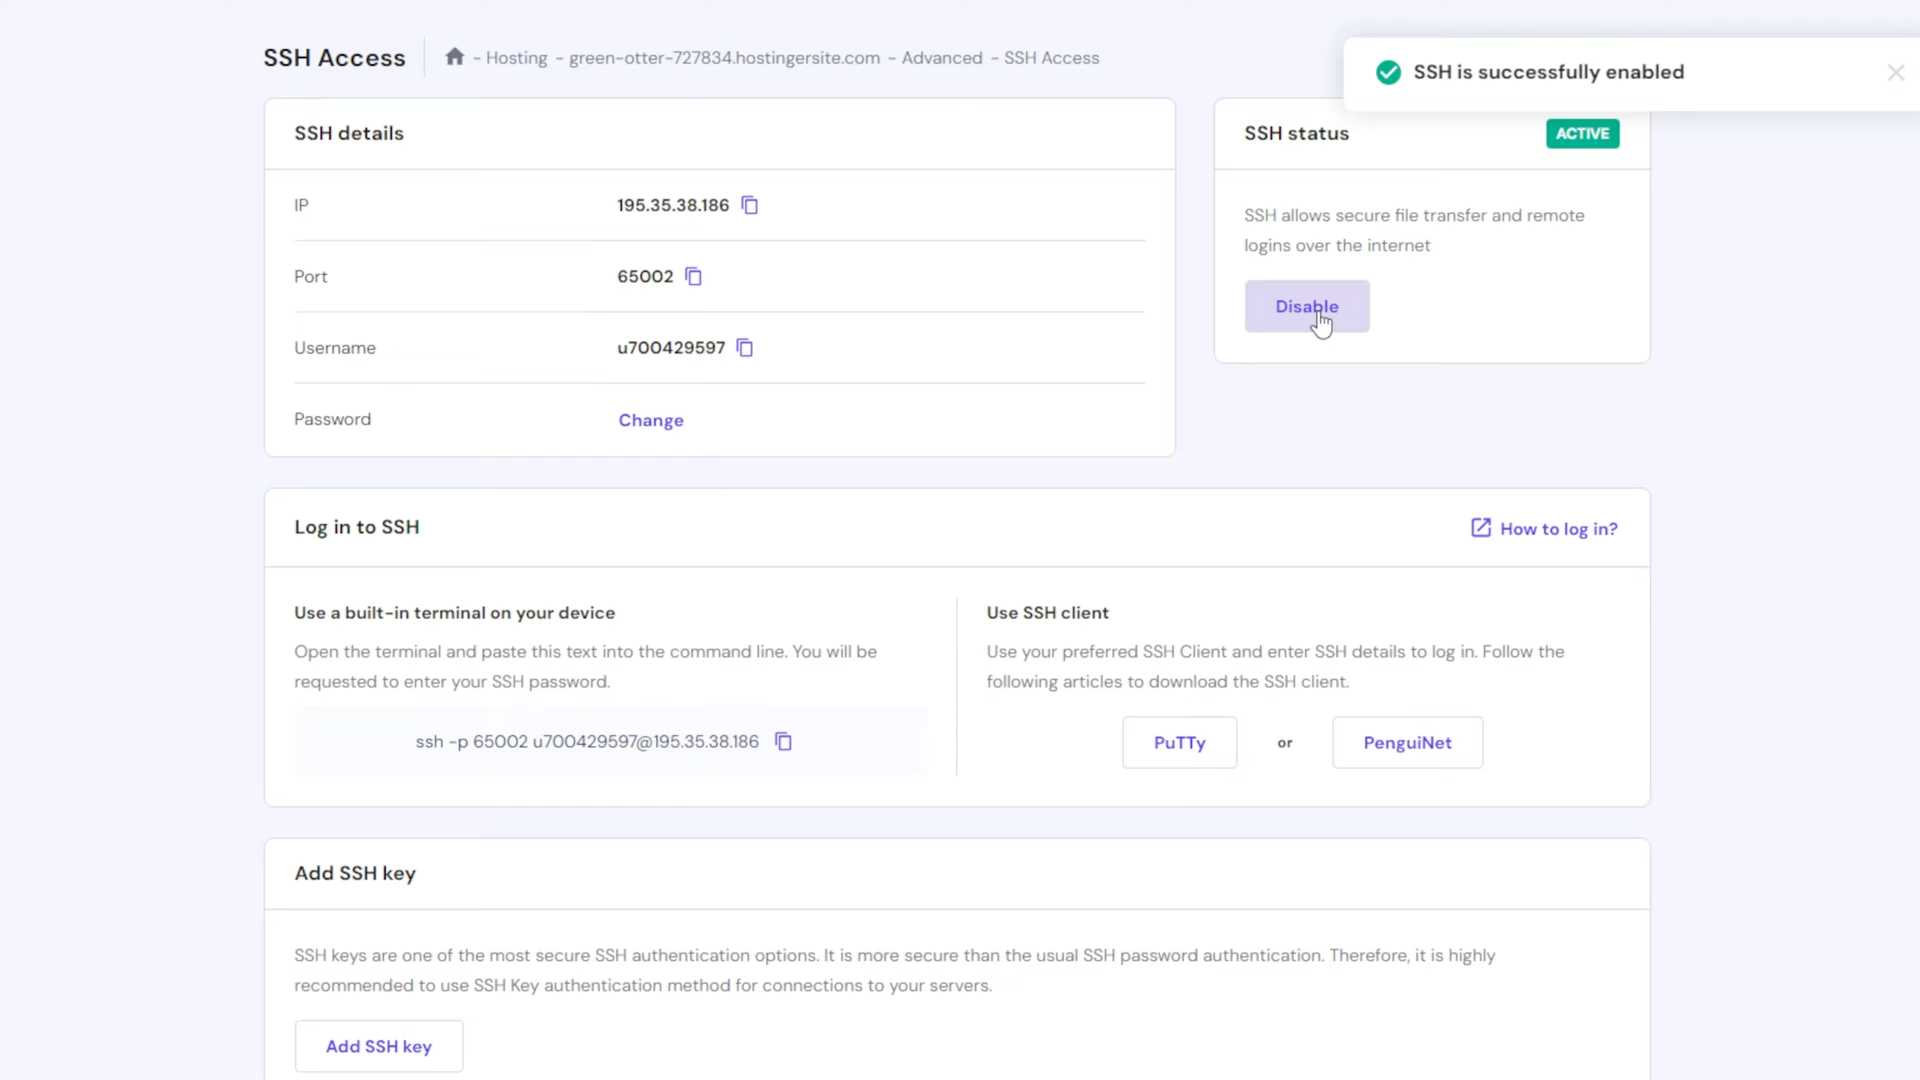 SSH Access
- Hosting - green-otter-727834.hostingersite.com - Advanced - SSH Access
SSH is successfully enabled
SSH details
IP
195.35.38.186
Port
65002
Username
u700429597
Password
Change
SSH status
ACTIVE
SSH allows secure file transfer and remote
logins over the internet
Disable
Log in to SSH
How to log in?
Use a built-in terminal on your device
Open the terminal and paste this text into the command line. You will be
requested to enter your SSH password.
ssh -p 65002 u700429597@195.35.38.186
Use SSH client
Use your preferred SSH Client and enter SSH details to log in. Follow the
following articles to download the SSH client.
PuTTy
or
PenguiNet
Add SSH key
SSH keys are one of the most secure SSH authentication options. It is more secure than the usual SSH password authentication. Therefore, it is highly
recommended to use SSH Key authentication method for connections to your servers.
Add SSH key